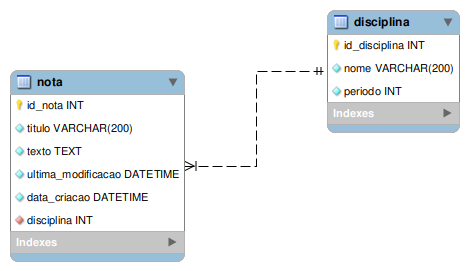 disciplina
id_disciplina INT
nome VARCHAR(200)
periodo INT
Indexes
nota
id_nota INT
titulo VARCHAR(200)
texto TEXT
ultima_modificacao DATETIME
data_criacao DATETIME
disciplina INT
Indexes